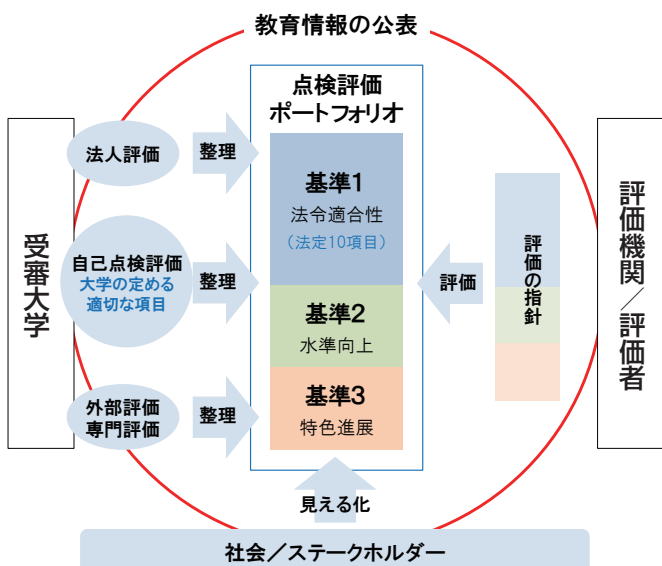 教育情報の公表
点検評価
ポートフォリオ
受審大学
法人評価
整理
基準1
法令適合性
（法定10項目）
自己点検評価
大学の定める
適切な項目
整理
評価
評価の指針
評価機関／評価者
基準2
水準向上
外部評価
専門評価
整理
基準3
特色進展
見える化
社会／ステークホルダー